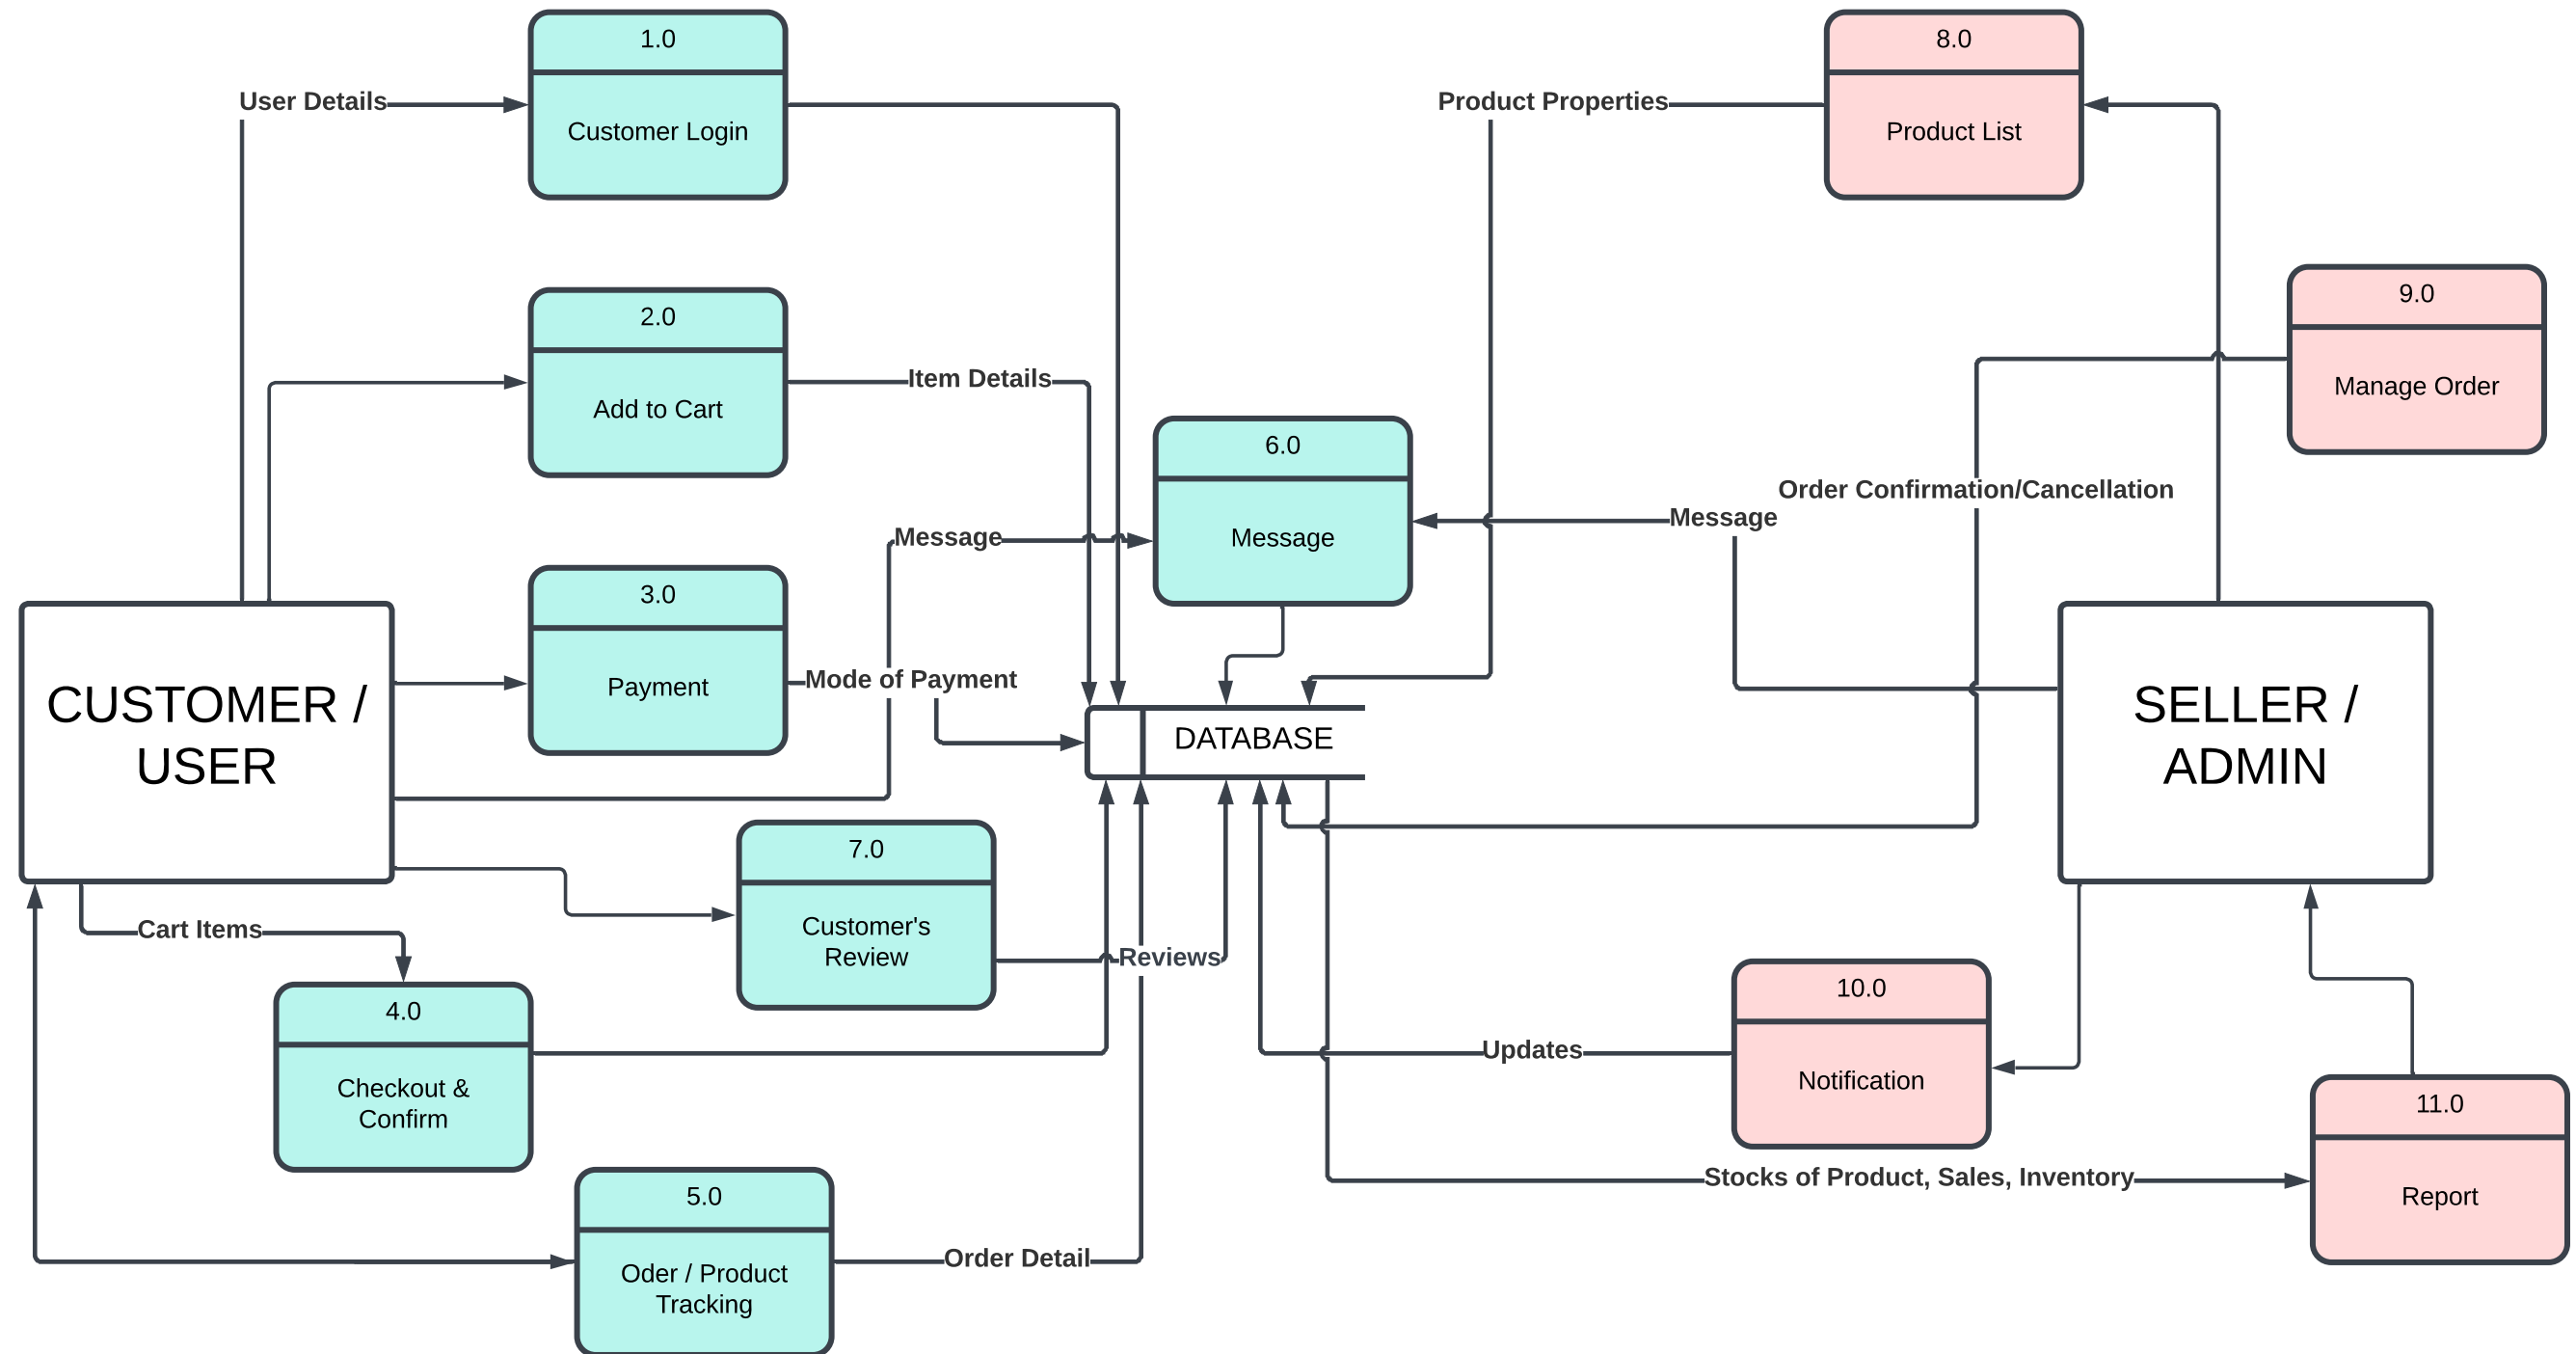 1.0
Customer Login
8.0
Product List
User Details
Product Properties
2.0
Add to Cart
9.0
Manage Order
Item Details
6.0
Message
Order Confirmation/Cancellation
Message
Message
3.0
Payment
Mode of Payment
CUSTOMER /
USER
DATABASE
SELLER /
ADMIN
7.0
Customer's
Review
Cart Items
Reviews
4.0
Checkout &
Confirm
10.0
Notification
Updates
11.0
Report
Stocks of Product, Sales, Inventory
5.0
Oder / Product
Tracking
Order Detail